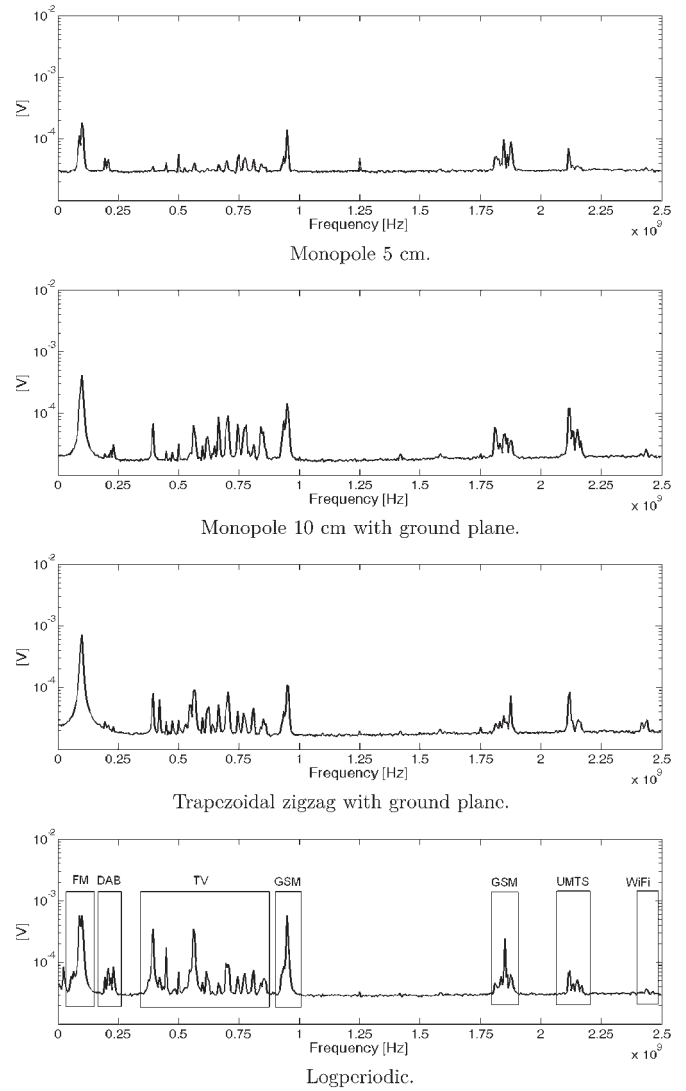 10^-2
10^-3
10^-4
[V]
0 0.25 0.5 0.75 1 1.25 1.5 1.75 2 2.25 2.5
Frequency [Hz]
x 10^9
Monopole 5 cm.
10^-2
10^-3
10^-4
[V]
0 0.25 0.5 0.75 1 1.25 1.5 1.75 2 2.25 2.5
Frequency [Hz]
x 10^9
Monopole 10 cm with ground plane.
10^-2
10^-3
10^-4
[V]
0 0.25 0.5 0.75 1 1.25 1.5 1.75 2 2.25 2.5
Frequency [Hz]
x 10^9
Trapezoidal zigzag with ground plane.
10^-2
10^-3
10^-4
[V]
FM DAB TV GSM GSM UMTS WiFi
0 0.25 0.5 0.75 1 1.25 1.5 1.75 2 2.25 2.5
Frequency [Hz]
x 10^9
Logperiodic.